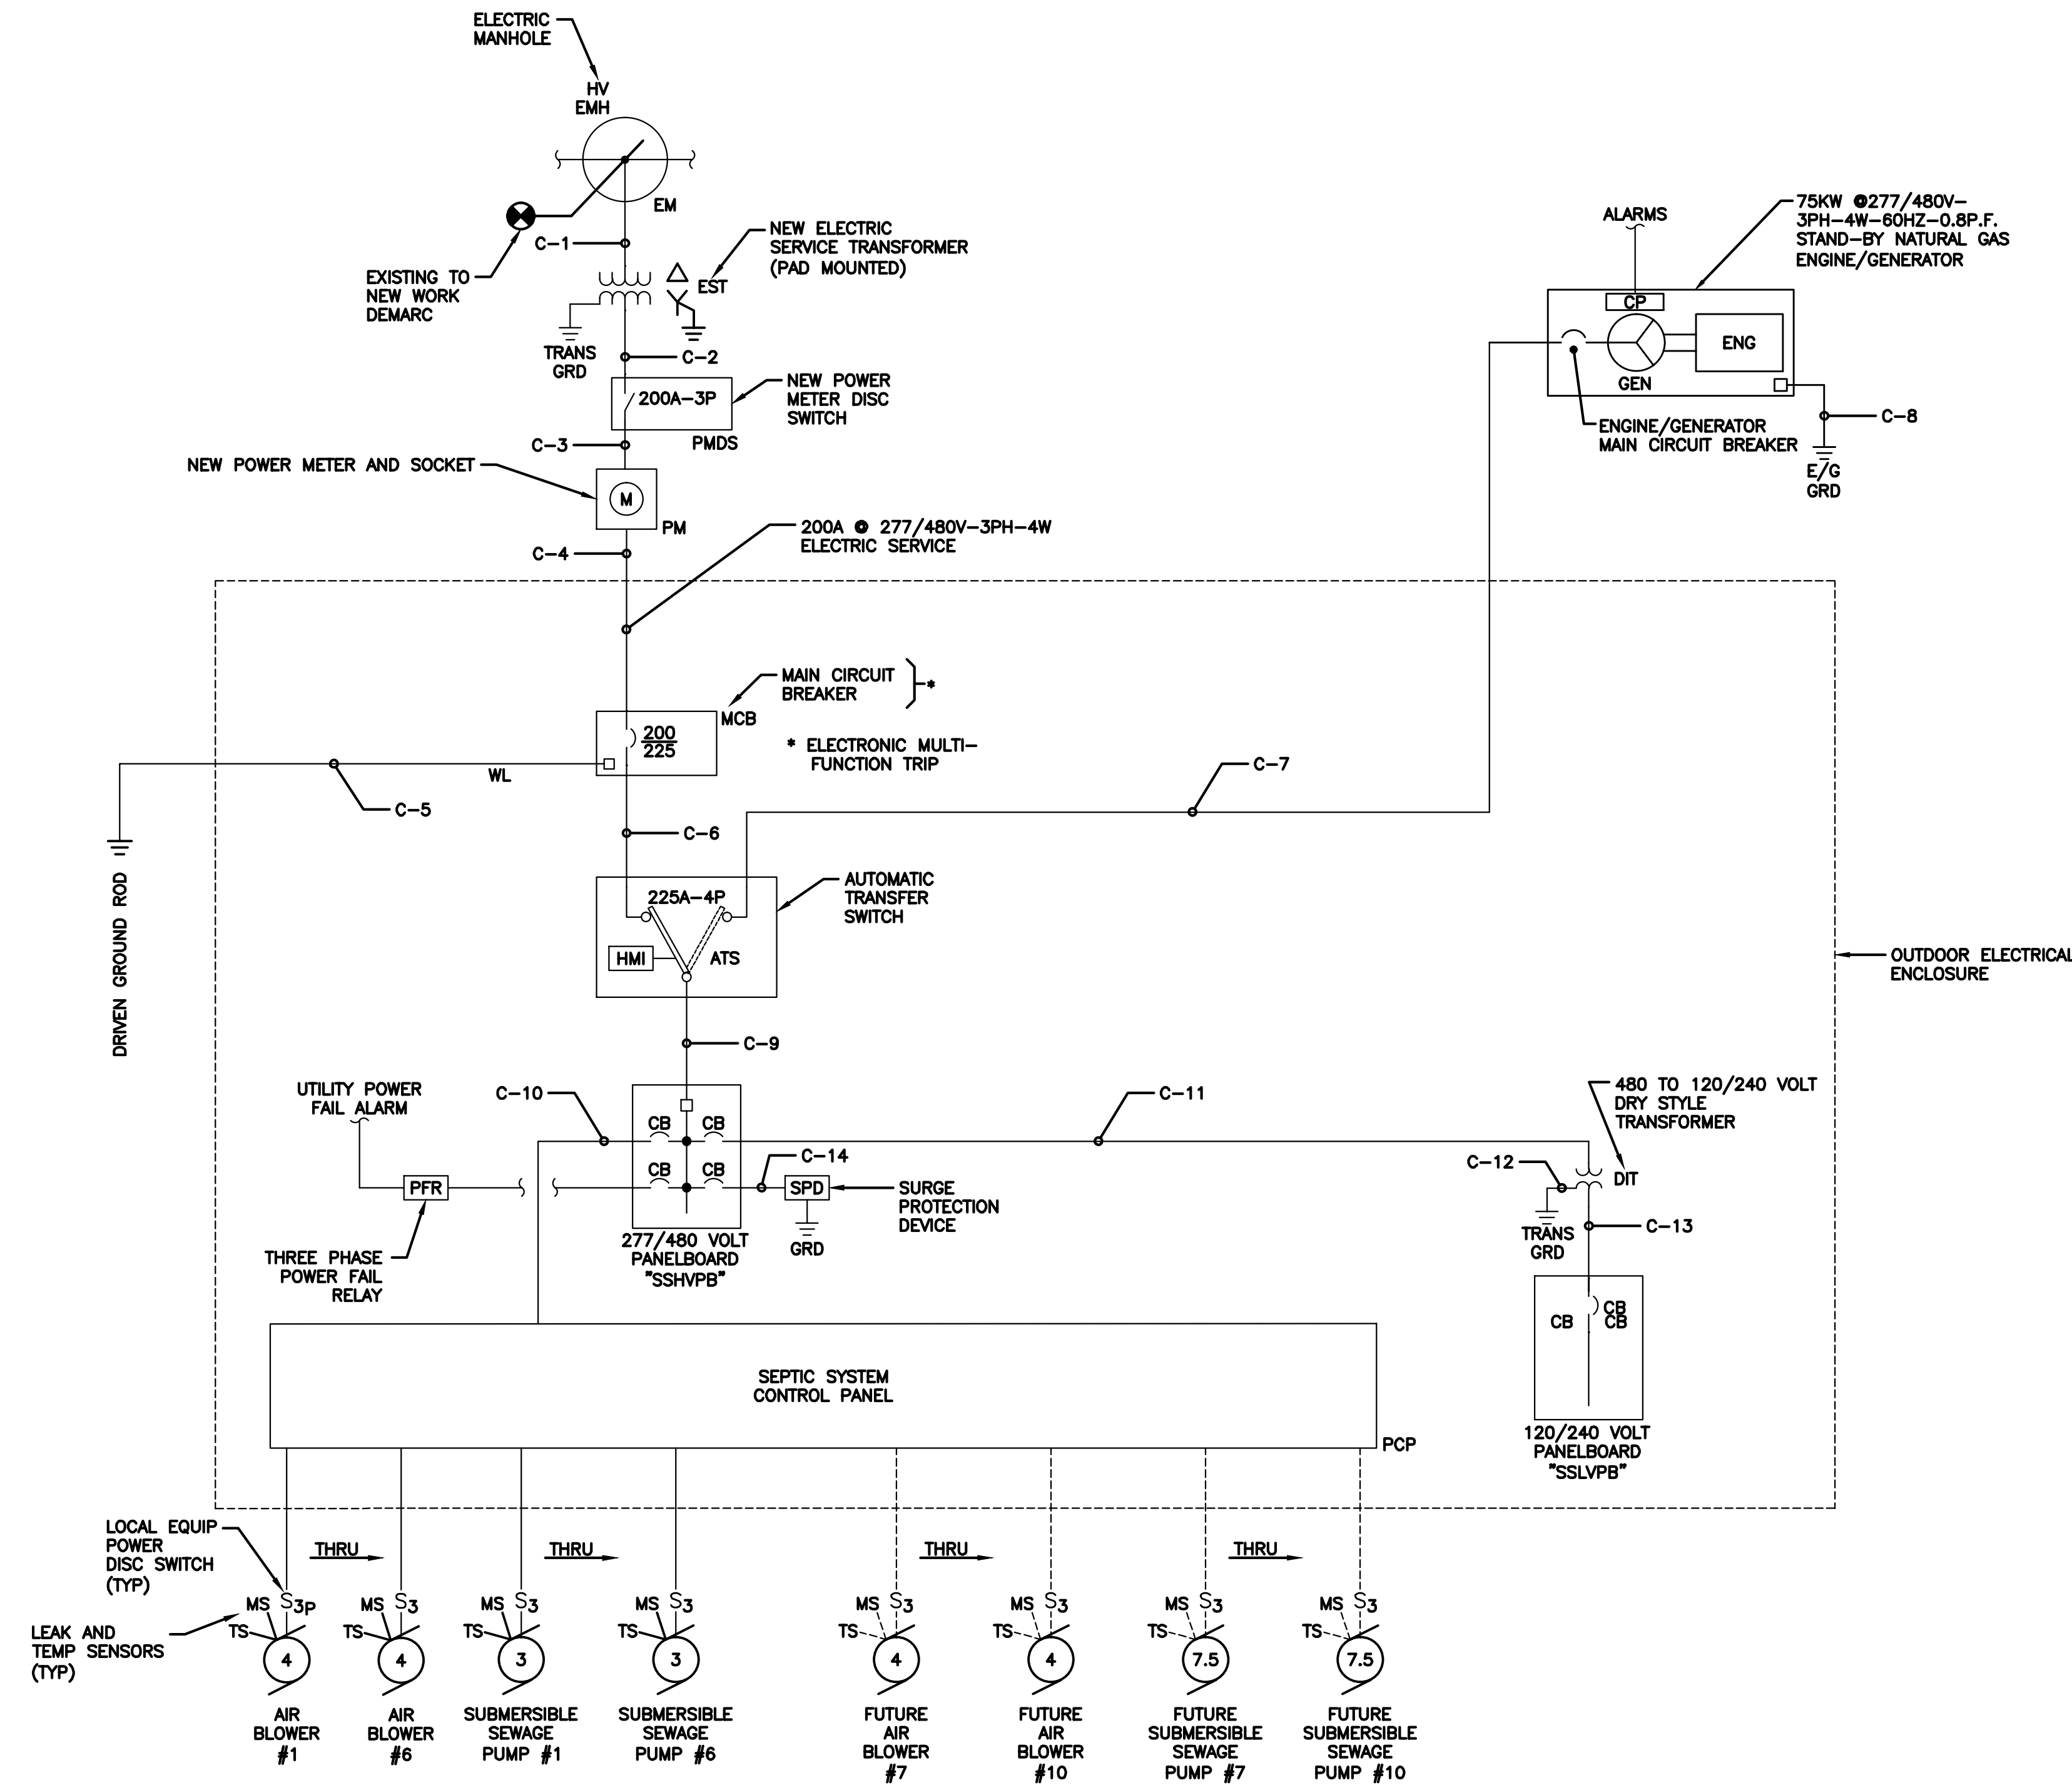 ELECTRIC
MANHOLE
HV
EMH
EM
C-1
EXISTING TO
NEW WORK
DEMARC
NEW ELECTRIC
SERVICE TRANSFORMER
(PAD MOUNTED)
EST
TRANS
GRD
C-2
200A-3P
NEW POWER
METER DISC
SWITCH
PMDS
C-3
NEW POWER METER AND SOCKET
M
PM
C-4
200A @ 277/480V-3PH-4W
ELECTRIC SERVICE
ALARMS
75KW @277/480V-
3PH-4W-60HZ-0.8P.F.
STAND-BY NATURAL GAS
ENGINE/GENERATOR
CP
ENG
GEN
ENGINE/GENERATOR
MAIN CIRCUIT BREAKER
C-8
E/G
GRD
MAIN CIRCUIT
BREAKER
*
MCB
200
225
* ELECTRONIC MULTI-
FUNCTION TRIP
WL
C-5
C-6
C-7
DRIVEN GROUND ROD
225A-4P
HMI
ATS
AUTOMATIC
TRANSFER
SWITCH
OUTDOOR ELECTRICAL
ENCLOSURE
C-9
UTILITY POWER
FAIL ALARM
C-10
CB
CB
CB
CB
C-11
C-14
PFR
SPD
SURGE
PROTECTION
DEVICE
GRD
THREE PHASE
POWER FAIL
RELAY
277/480 VOLT
PANELBOARD
"SSHVPB"
480 TO 120/240 VOLT
DRY STYLE
TRANSFORMER
C-12
DIT
TRANS
GRD
C-13
CB
CB
CB
120/240 VOLT
PANELBOARD
"SSLVPB"
SEPTIC SYSTEM
CONTROL PANEL
PCP
LOCAL EQUIP
POWER
DISC SWITCH
(TYP)
LEAK AND
TEMP SENSORS
(TYP)
THRU
THRU
THRU
THRU
MS S3P
TS
4
AIR
BLOWER
#1
MS S3
TS
4
AIR
BLOWER
#6
MS S3
TS
3
SUBMERSIBLE
SEWAGE
PUMP #1
MS S3
TS
3
SUBMERSIBLE
SEWAGE
PUMP #6
MS S3
TS
4
FUTURE
AIR
BLOWER
#7
MS S3
TS
4
FUTURE
AIR
BLOWER
#10
MS S3
TS
7.5
FUTURE
SUBMERSIBLE
SEWAGE
PUMP #7
MS S3
TS
7.5
FUTURE
SUBMERSIBLE
SEWAGE
PUMP #10